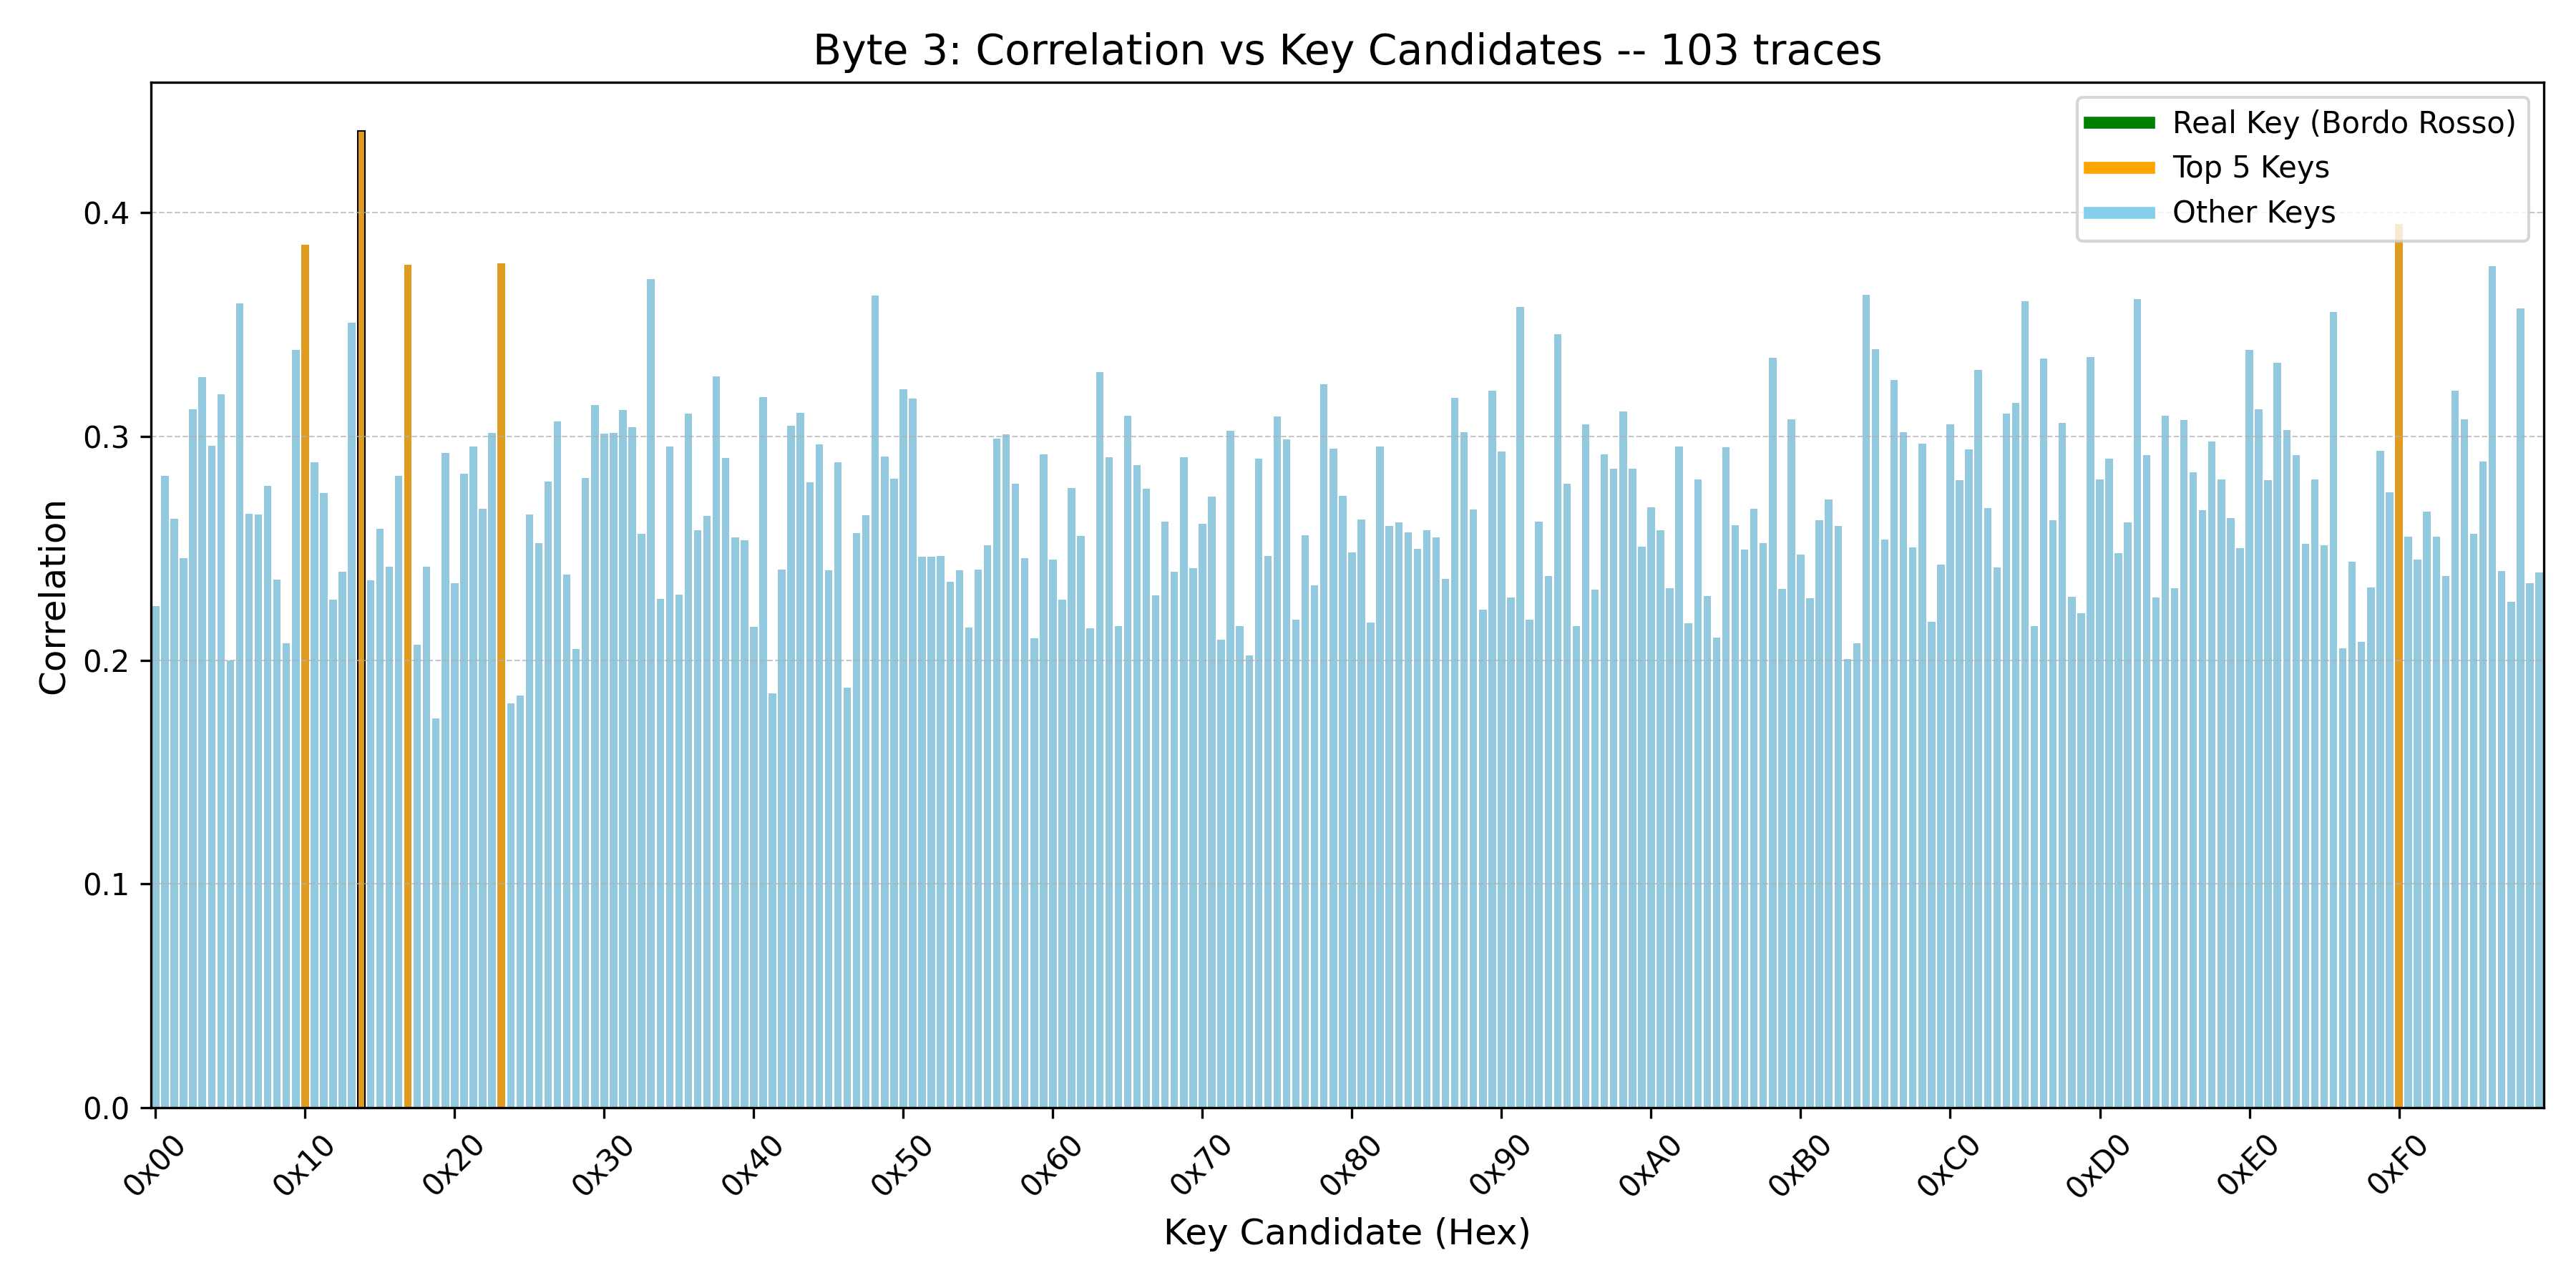 Byte 3: Correlation vs Key Candidates -- 103 traces
Real Key (Bordo Rosso)
Top 5 Keys
Other Keys
Correlation
0.4
0.3
0.2
0.1
0.0
0x00 0x10 0x20 0x30 0x40 0x50 0x60 0x70 0x80 0x90 0xA0 0xB0 0xC0 0xD0 0xE0 0xF0
Key Candidate (Hex)